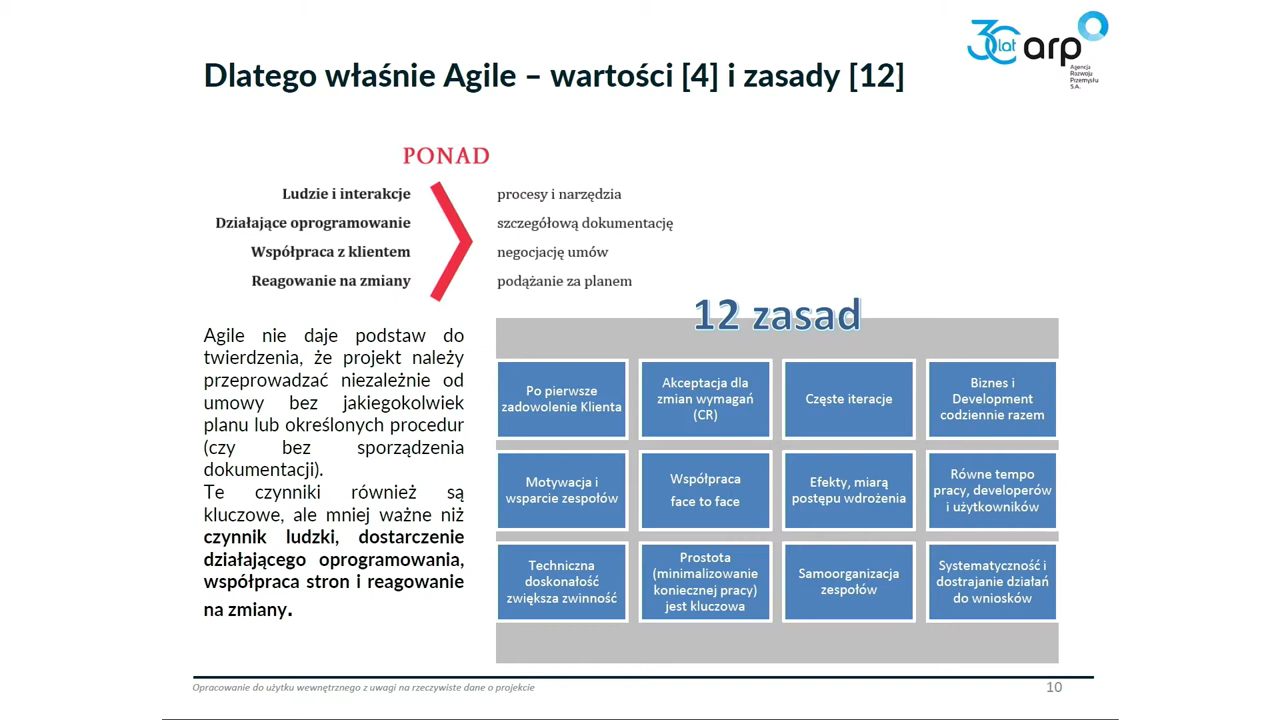 Dlatego właśnie Agile – wartości [4] i zasady [12]
30 lat
arp
Agencja
Rozwoju
Przemysłu
S.A.
PONAD
Ludzie i interakcje
procesy i narzędzia
Działające oprogramowanie
szczegółową dokumentację
Współpraca z klientem
negocjację umów
Reagowanie na zmiany
podążanie za planem
Agile nie daje podstaw do
twierdzenia, że projekt należy
przeprowadzać niezależnie od
umowy bez jakiegokolwiek
planu lub określonych procedur
(czy bez sporządzenia
dokumentacji).
Te czynniki również są
kluczowe, ale mniej ważne niż
czynnik ludzki, dostarczenie
działającego oprogramowania,
współpraca stron i reagowanie
na zmiany.
12 zasad
Po pierwsze
zadowolenie Klienta
Akceptacja dla
zmian wymagań
(CR)
Częste iteracje
Biznes i
Development
codziennie razem
Motywacja i
wsparcie zespołów
Współpraca
face to face
Efekty, miarą
postępu wdrożenia
Równe tempo
pracy, developerów
i użytkowników
Techniczna
doskonałość
zwiększa zwinność
Prostota
(minimalizowanie
koniecznej pracy)
jest kluczowa
Samoorganizacja
zespołów
Systematyczność i
dostrajanie działań
do wniosków
Opracowanie do użytku wewnętrznego z uwagi na rzeczywiste dane o projekcie
10